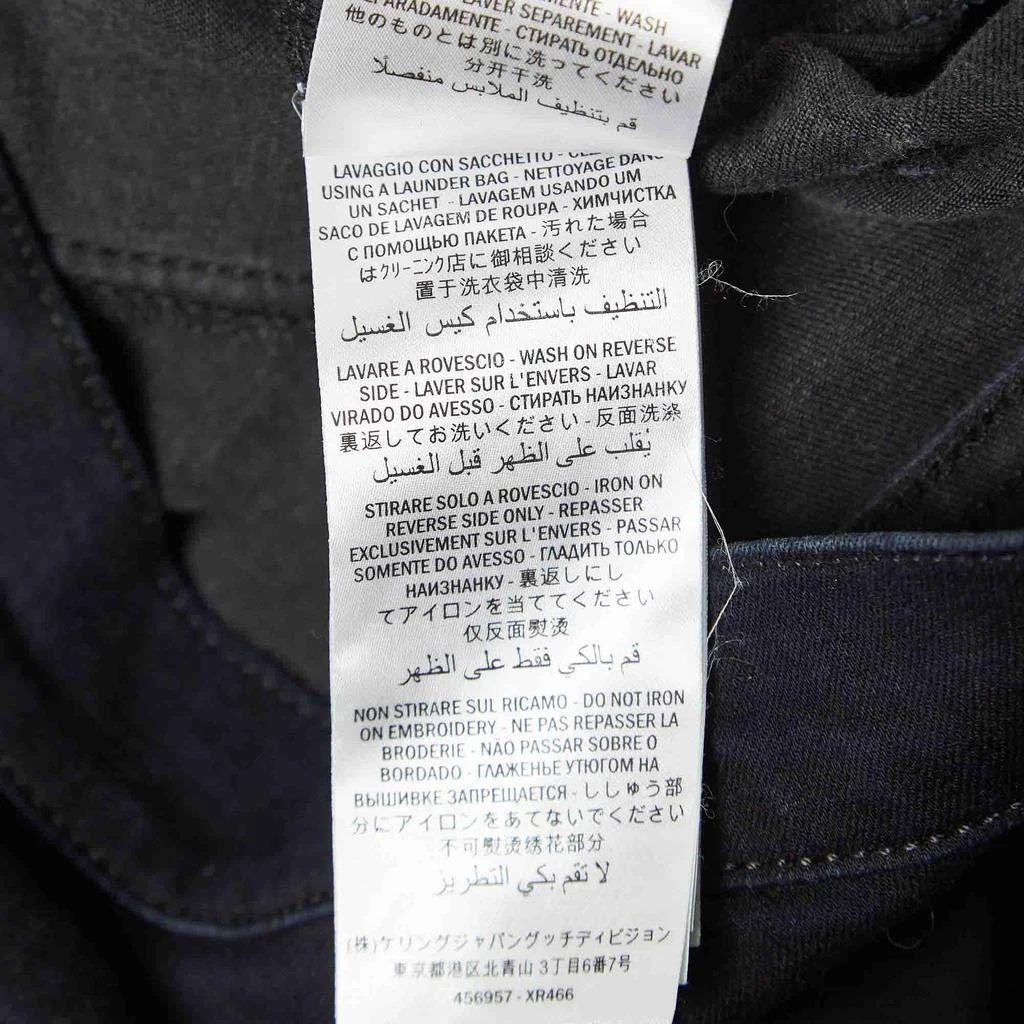 MENTE - WASH
LAVER SEPAREMENT - LAVAR
SEPARADAMENTE - СТИРАТЬ ОТДЕЛЬНО
他のものとは別に洗ってください
分开干洗
قم بتنظيف الملابس منفصلًا
LAVAGGIO CON SACCHETTO -
USING A LAUNDER BAG - NETTOYAGE DANS
UN SACHET - LAVAGEM USANDO UM
SACO DE LAVAGEM DE ROUPA - ХИМЧИСТКА
С ПОМОЩЬЮ ПАКЕТА - 汚れた場合
はクリーニング店に御相談ください
置于洗衣袋中清洗
التنظيف باستخدام كيس الغسيل
LAVARE A ROVESCIO - WASH ON REVERSE
SIDE - LAVER SUR L'ENVERS - LAVAR
VIRADO DO AVESSO - СТИРАТЬ НАИЗНАНКУ
裏返してお洗いください - 反面洗涤
يُقلب على الظهر قبل الغسيل
STIRARE SOLO A ROVESCIO - IRON ON
REVERSE SIDE ONLY - REPASSER
EXCLUSIVEMENT SUR L'ENVERS - PASSAR
SOMENTE DO AVESSO - ГЛАДИТЬ ТОЛЬКО
НАИЗНАНКУ - 裏返しにし
てアイロンを当ててください
仅反面熨烫
قم بالكي فقط على الظهر
NON STIRARE SUL RICAMO - DO NOT IRON
ON EMBROIDERY - NE PAS REPASSER LA
BRODERIE - NÃO PASSAR SOBRE O
BORDADO - ГЛАЖЕНЬЕ УТЮГОМ НА
ВЫШИВКЕ ЗАПРЕЩАЕТСЯ - ししゅう部
分にアイロンをあてないでください
不可熨烫绣花部分
لا تقم بكي التطريز
(株)ケリングジャパングッチディビジョン
東京都港区北青山 3丁目6番7号
456957 - XR466